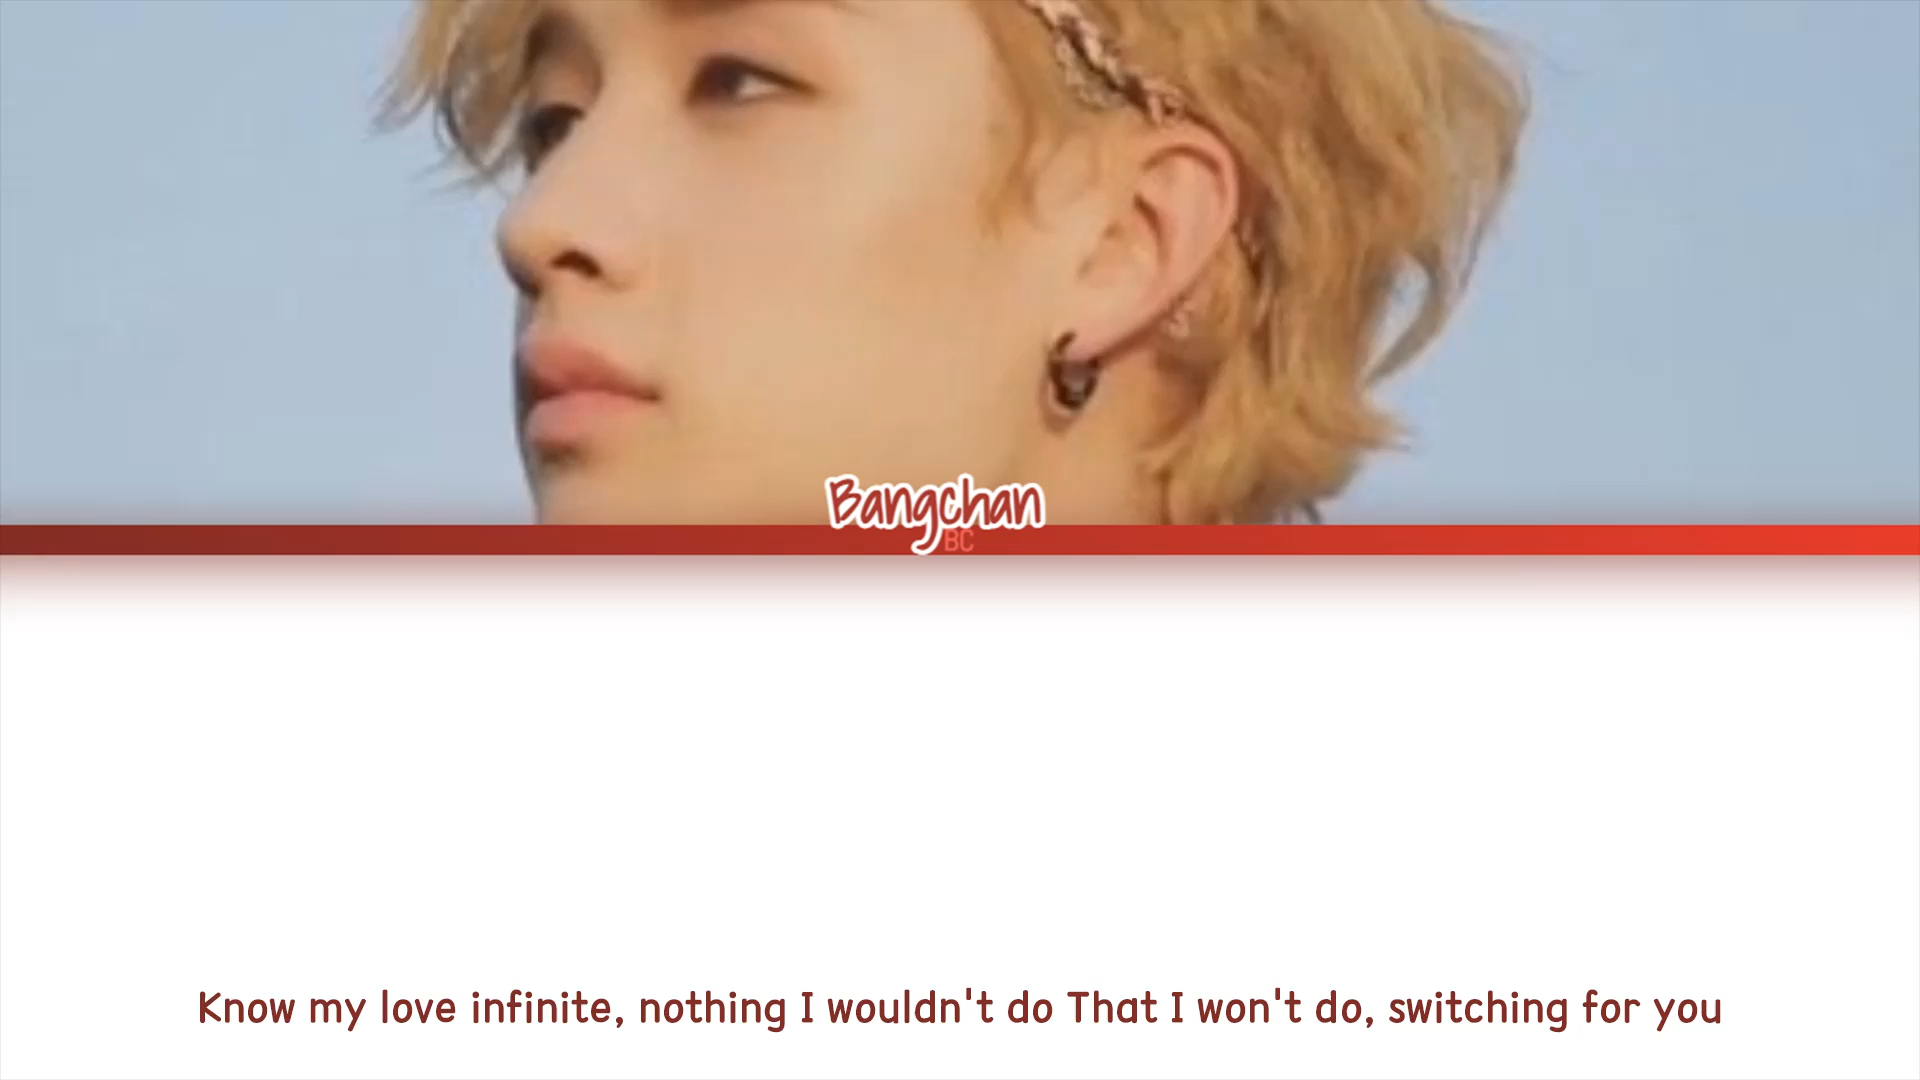 Bangchan
BC
Know my love infinite, nothing I wouldn't do That I won't do, switching for you